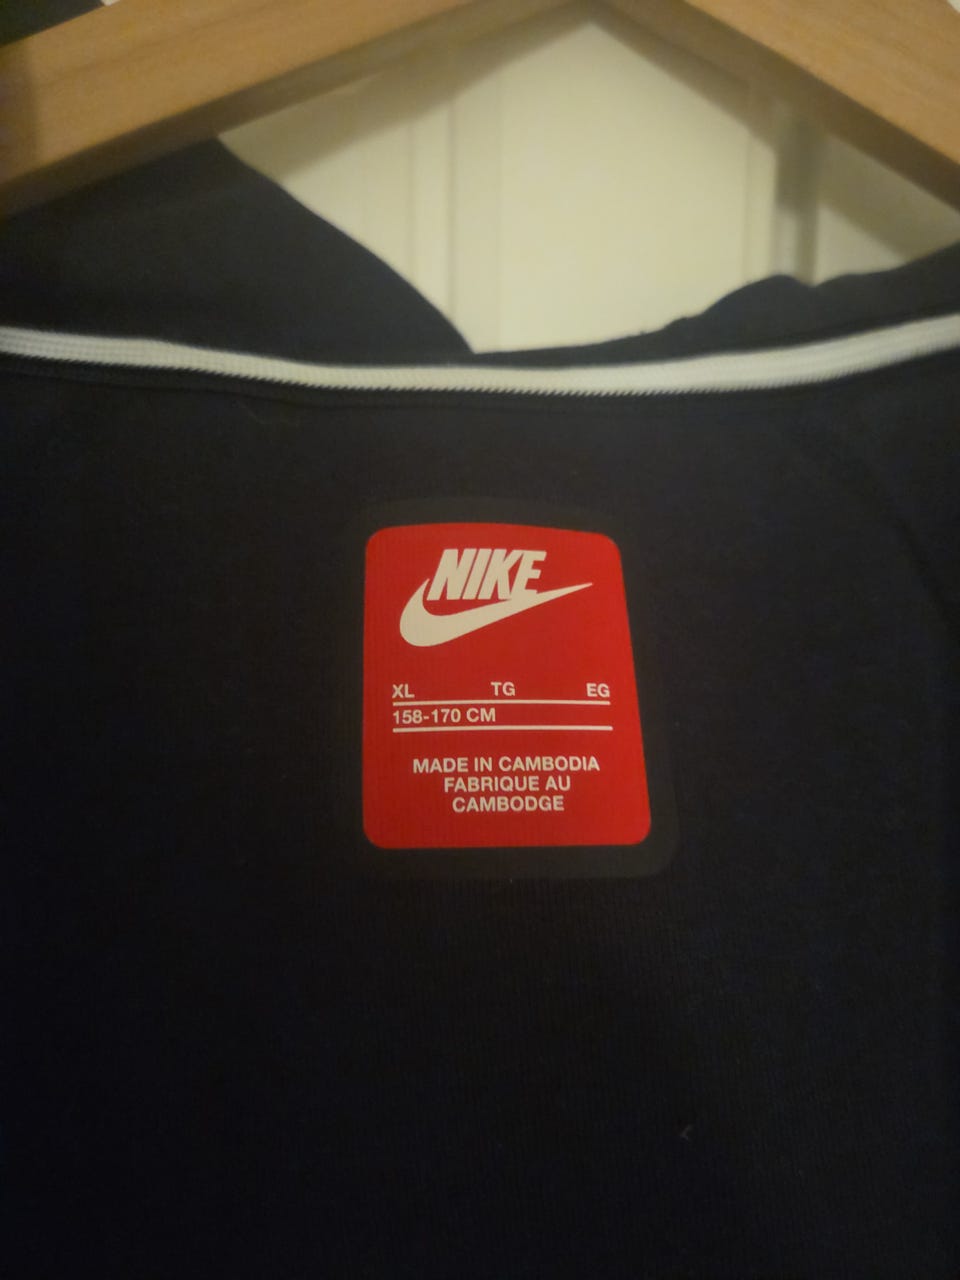 NIKE
XL TG EG
158-170 CM
MADE IN CAMBODIA
FABRIQUE AU
CAMBODGE